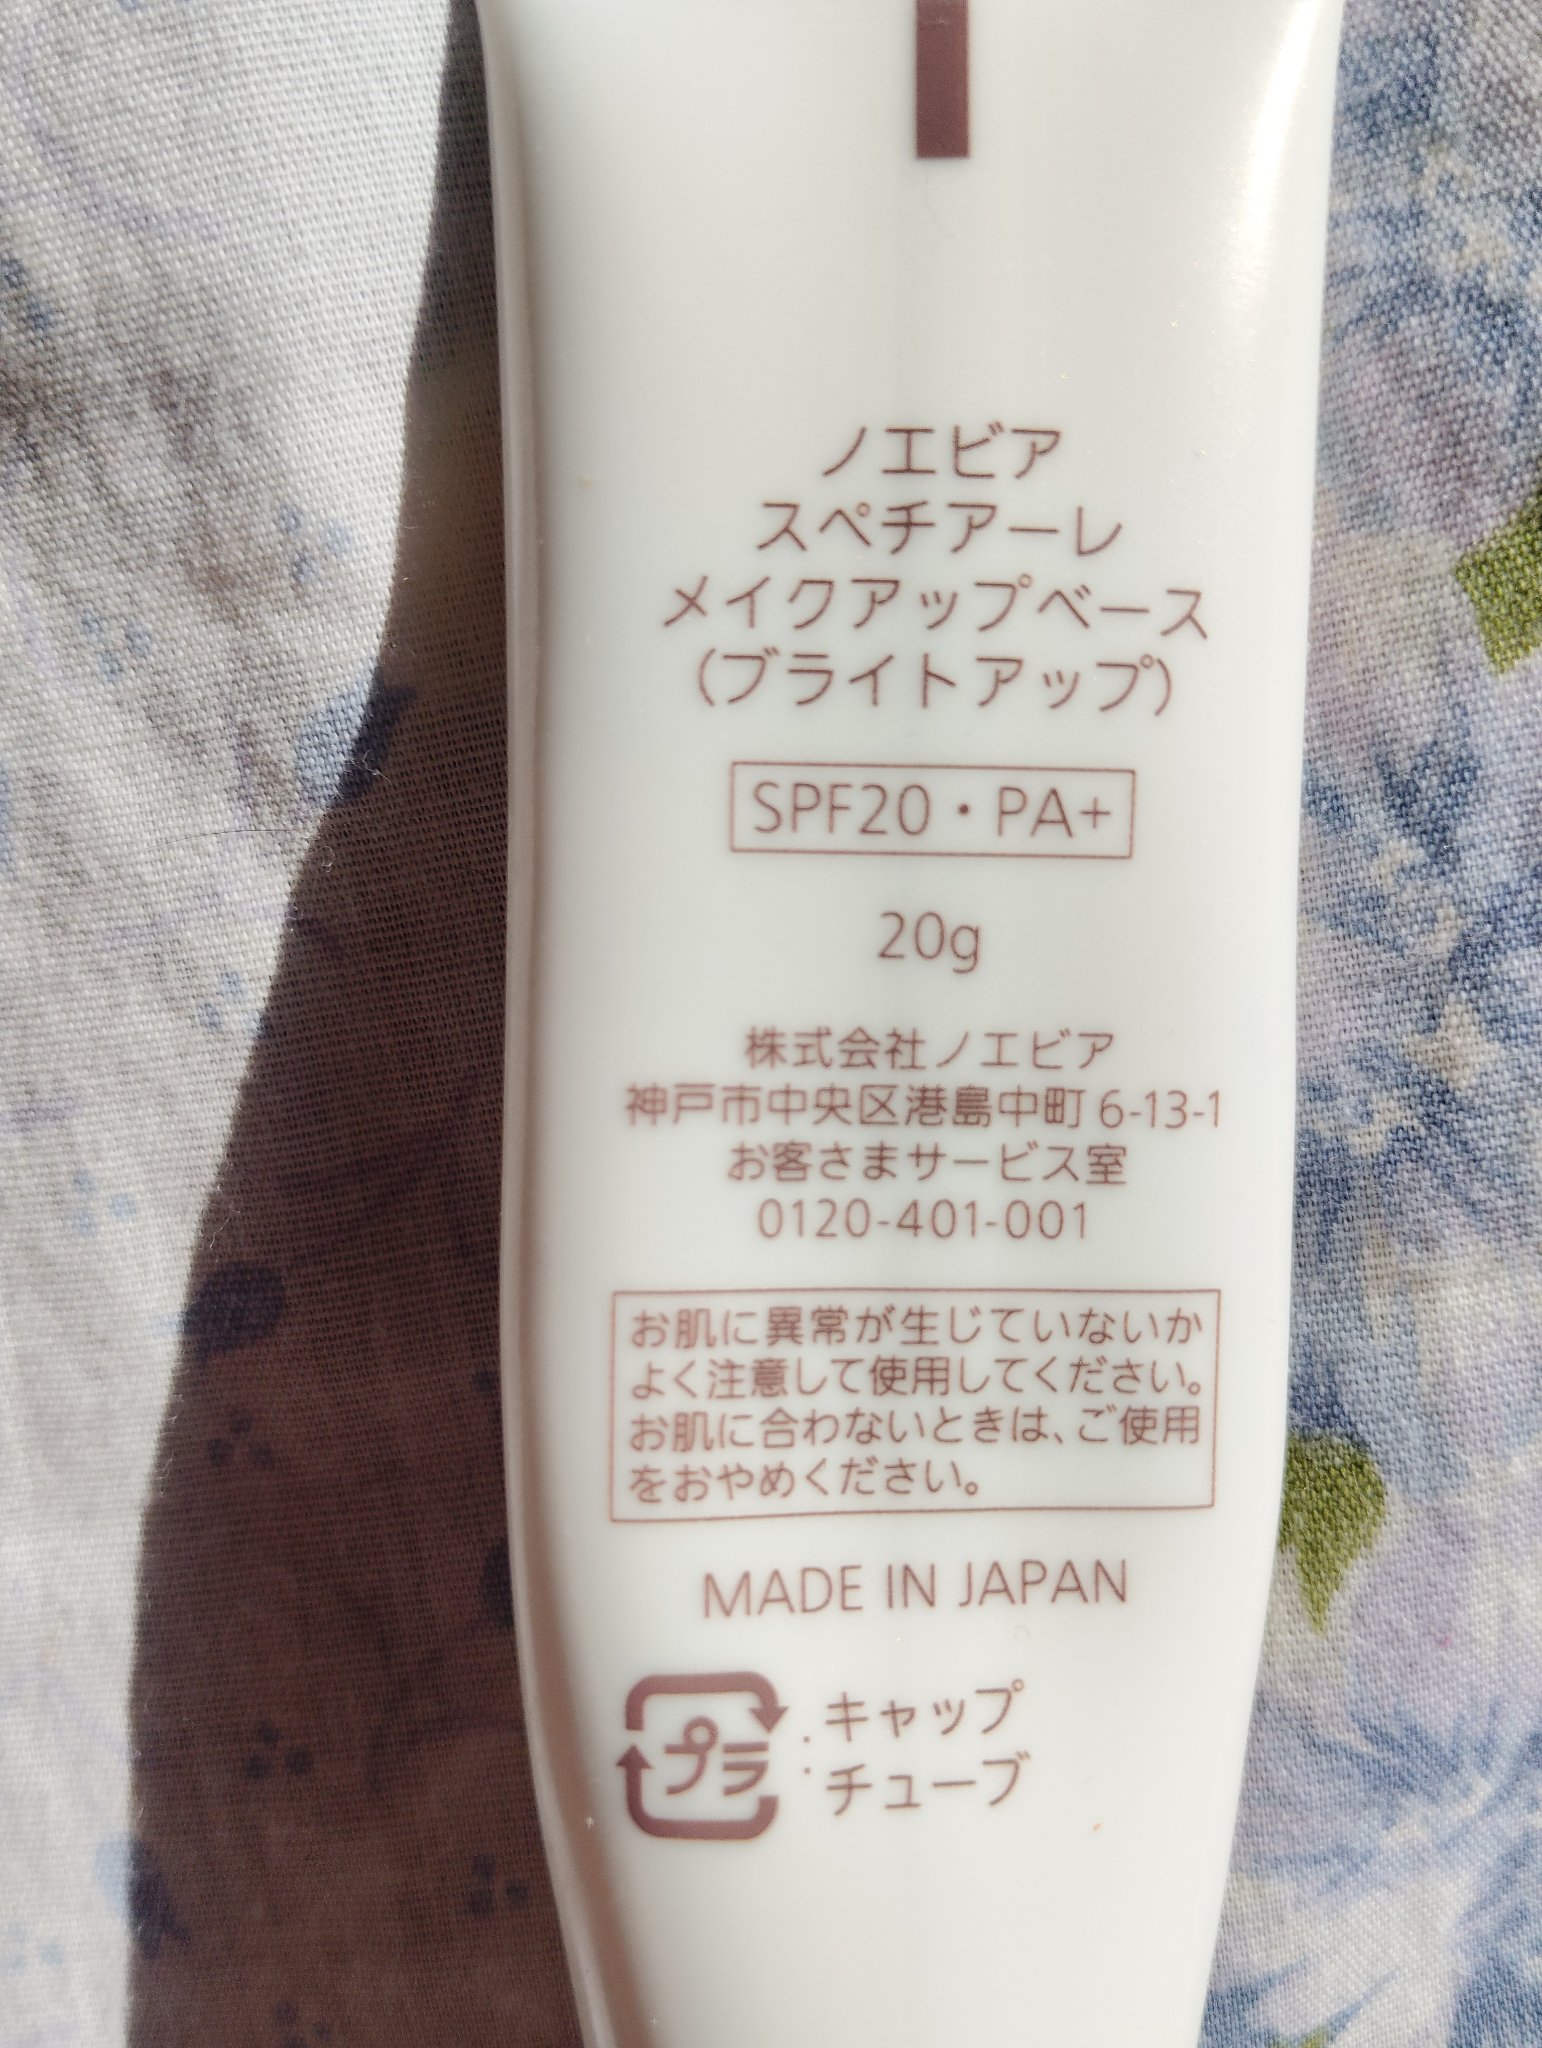 ノエビア
スペチアーレ
メイクアップベース
(ブライトアップ)
SPF20・PA+
20g
株式会社ノエビア
神戸市中央区港島中町6-13-1
お客さまサービス室
0120-401-001
お肌に異常が生じていないか
よく注意して使用してください。
お肌に合わないときは、ご使用
をおやめください。
MADE IN JAPAN
プラ : キャップ
: チューブ